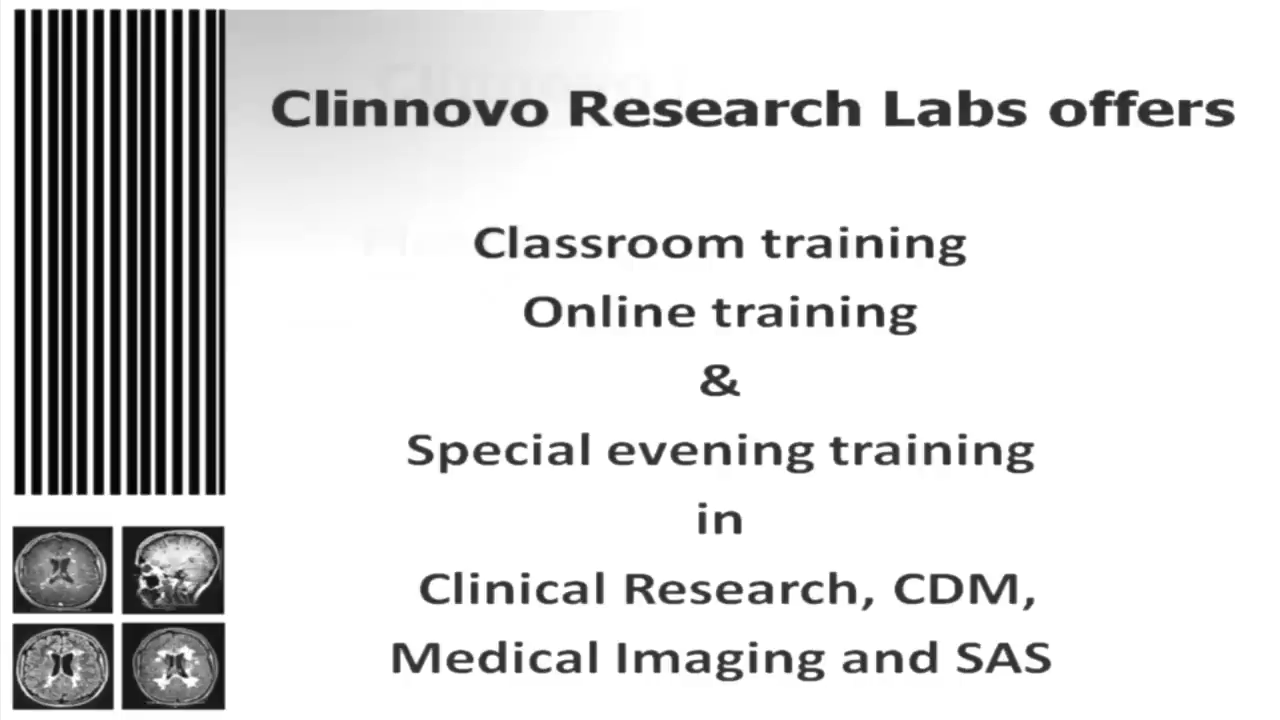 Clinnovo Research Labs offers
Classroom training
Online training
&
Special evening training
in
Clinical Research, CDM,
Medical Imaging and SAS